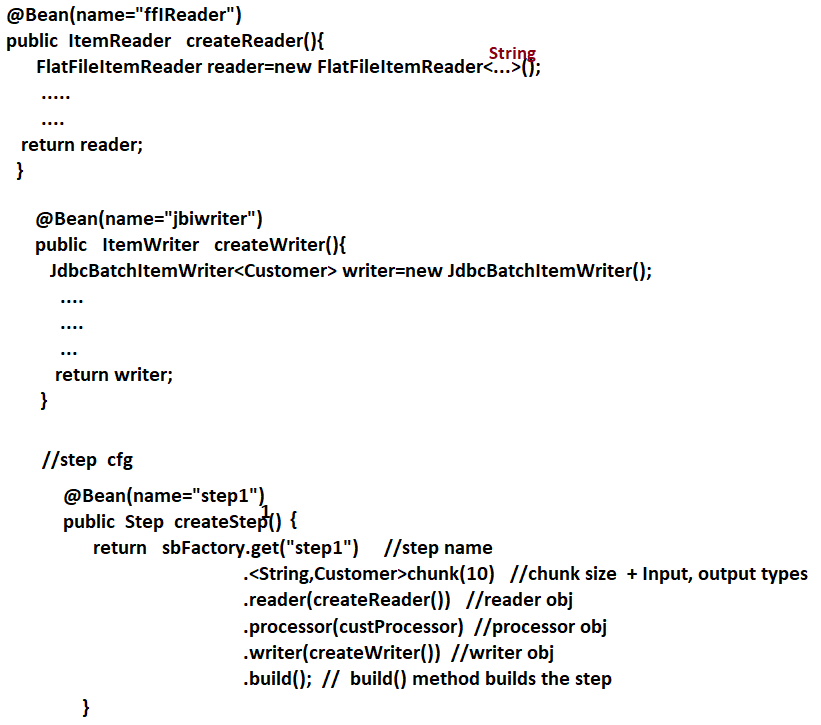 @Bean(name="ffIReader")
public ItemReader createReader(){
String
FlatFileItemReader reader=new FlatFileItemReader<...>();
.....
....
return reader;
}
@Bean(name="jbiwriter")
public ItemWriter createWriter(){
JdbcBatchItemWriter<Customer> writer=new JdbcBatchItemWriter();
....
....
...
return writer;
}
//step cfg
@Bean(name="step1")
1
public Step createStep() {
return sbFactory.get("step1") //step name
.<String,Customer>chunk(10) //chunk size + Input, output types
.reader(createReader()) //reader obj
.processor(custProcessor) //processor obj
.writer(createWriter()) //writer obj
.build(); // build() method builds the step
}